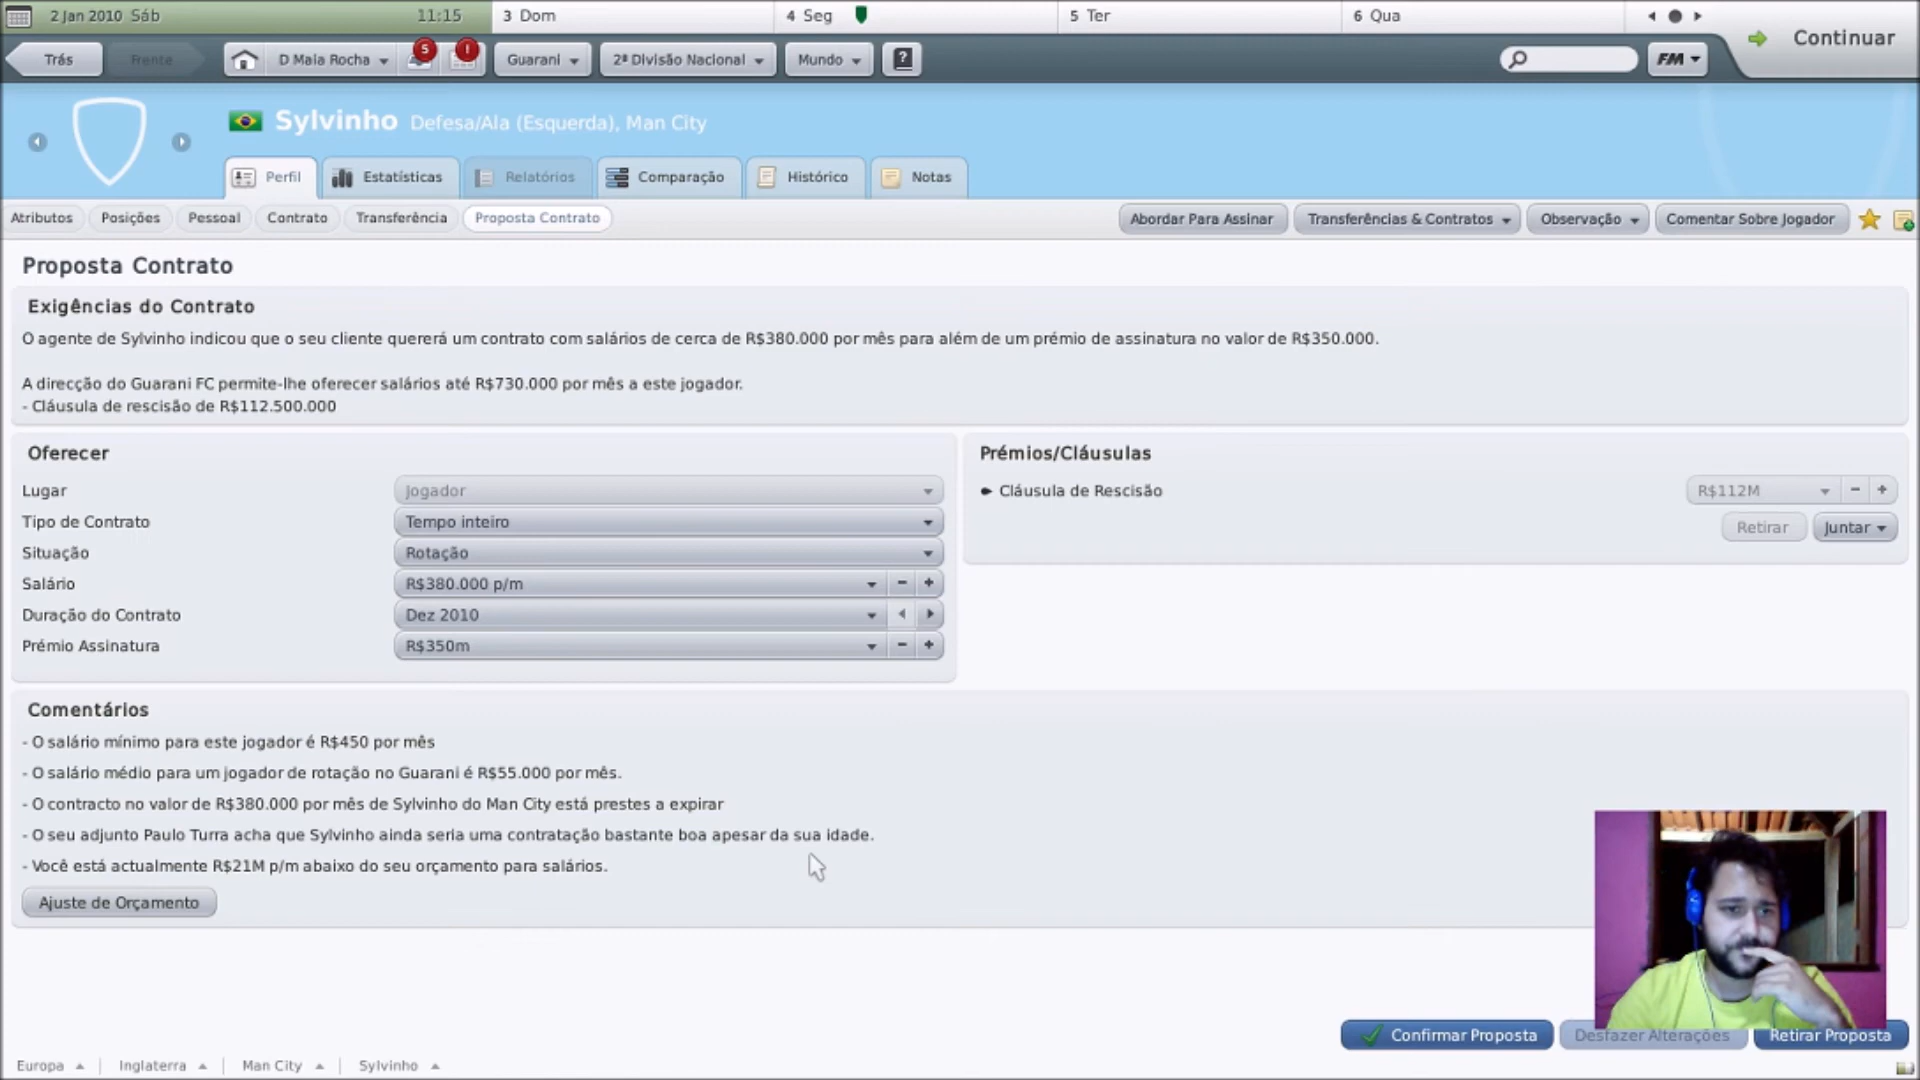 2 Jan 2010 Sáb 11:15 3 Dom 4 Seg 5 Ter 6 Qua
Continuar
Trás Frente D Maia Rocha 5 ! Guarani 2ª Divisão Nacional Mundo ? FM
Sylvinho Defesa/Ala (Esquerda), Man City
Perfil Estatísticas Relatórios Comparação Histórico Notas
Atributos Posições Pessoal Contrato Transferência Proposta Contrato Abordar Para Assinar Transferências & Contratos Observação Comentar Sobre Jogador
Proposta Contrato
Exigências do Contrato
O agente de Sylvinho indicou que o seu cliente quererá um contrato com salários de cerca de R$380.000 por mês para além de um prémio de assinatura no valor de R$350.000.
A direcção do Guarani FC permite-lhe oferecer salários até R$730.000 por mês a este jogador.
- Cláusula de rescisão de R$112.500.000
Oferecer
Lugar Jogador
Tipo de Contrato Tempo inteiro
Situação Rotação
Salário R$380.000 p/m - +
Duração do Contrato Dez 2010
Prémio Assinatura R$350m - +
Prémios/Cláusulas
Cláusula de Rescisão R$112M - +
Retirar Juntar
Comentários
- O salário mínimo para este jogador é R$450 por mês
- O salário médio para um jogador de rotação no Guarani é R$55.000 por mês.
- O contracto no valor de R$380.000 por mês de Sylvinho do Man City está prestes a expirar
- O seu adjunto Paulo Turra acha que Sylvinho ainda seria uma contratação bastante boa apesar da sua idade.
- Você está actualmente R$21M p/m abaixo do seu orçamento para salários.
Ajuste de Orçamento
Confirmar Proposta Desfazer Alterações Retirar Proposta
Europa Inglaterra Man City Sylvinho